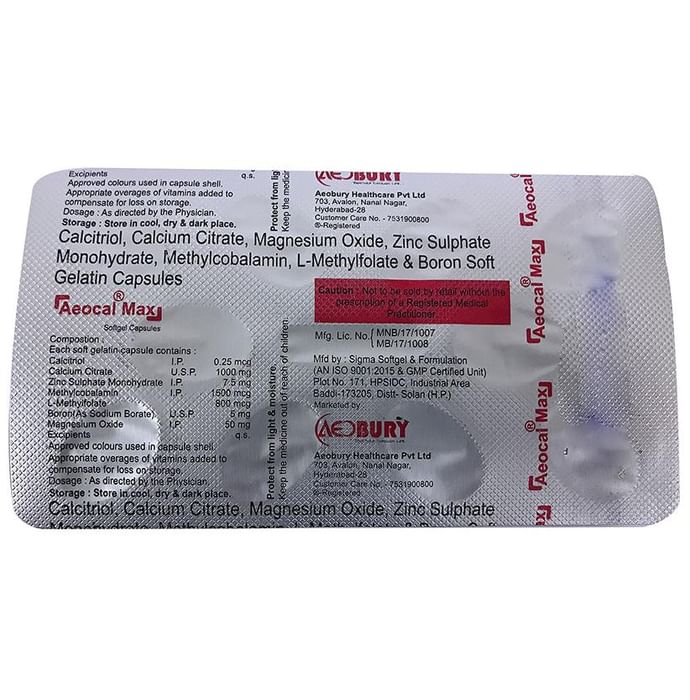 Excipients q.s.
Approved colours used in capsule shell.
Appropriate overages of vitamins added to
compensate for loss on storage.
Dosage : As directed by the Physician.
Storage : Store in cool, dry & dark place.
Protect from light
Keep the medicine
AEOBURY
Aeobury Healthcare Pvt Ltd
703, Avalon, Nanal Nagar,
Hyderabad-28
Customer Care No. - 7531900800
®-Registered
Aeocal® Max
Calcitriol, Calcium Citrate, Magnesium Oxide, Zinc Sulphate
Monohydrate, Methylcobalamin, L-Methylfolate & Boron Soft
Gelatin Capsules
Aeocal® Max
Softgel Capsules
Compostion :
Each soft gelatin capsule contains :
Calcitriol I.P. 0.25 mcg
Calcium Citrate U.S.P. 1000 mg
Zinc Sulphate Monohydrate I.P. 7.5 mg
Methylcobalamin I.P. 1500 mcg
L-Methylfolate 800 mcg
Boron(As Sodium Borate) U.S.P. 5 mg
Magnesium Oxide I.P. 50 mg
Excipients q.s.
Approved colours used in capsule shell.
Appropriate overages of vitamins added to
compensate for loss on storage.
Dosage : As directed by the Physician.
Storage : Store in cool, dry & dark place.
Protect from light & moisture.
Keep the medicine out of reach of children.
Caution : Not to be sold by retail without the
prescription of a Registered Medical
Practitioner.
Mfg. Lic. No. MNB/17/1007
MB/17/1008
Mfd by : Sigma Softgel & Formulation
(AN ISO 9001:2015 & GMP Certified Unit)
Plot No. 171, HPSIDC, Industrial Area
Baddi-173205, Distt- Solan (H.P.)
Marketed by
AEOBURY
Aeobury Healthcare Pvt Ltd
703, Avalon, Nanal Nagar,
Hyderabad-28
Customer Care No. - 7531900800
®-Registered
Aeocal® Max
Aeocal® Max
Calcitriol, Calcium Citrate, Magnesium Oxide, Zinc Sulphate
Monohydrate, Methylcobalamin, L-Methylfolate & Boron Soft